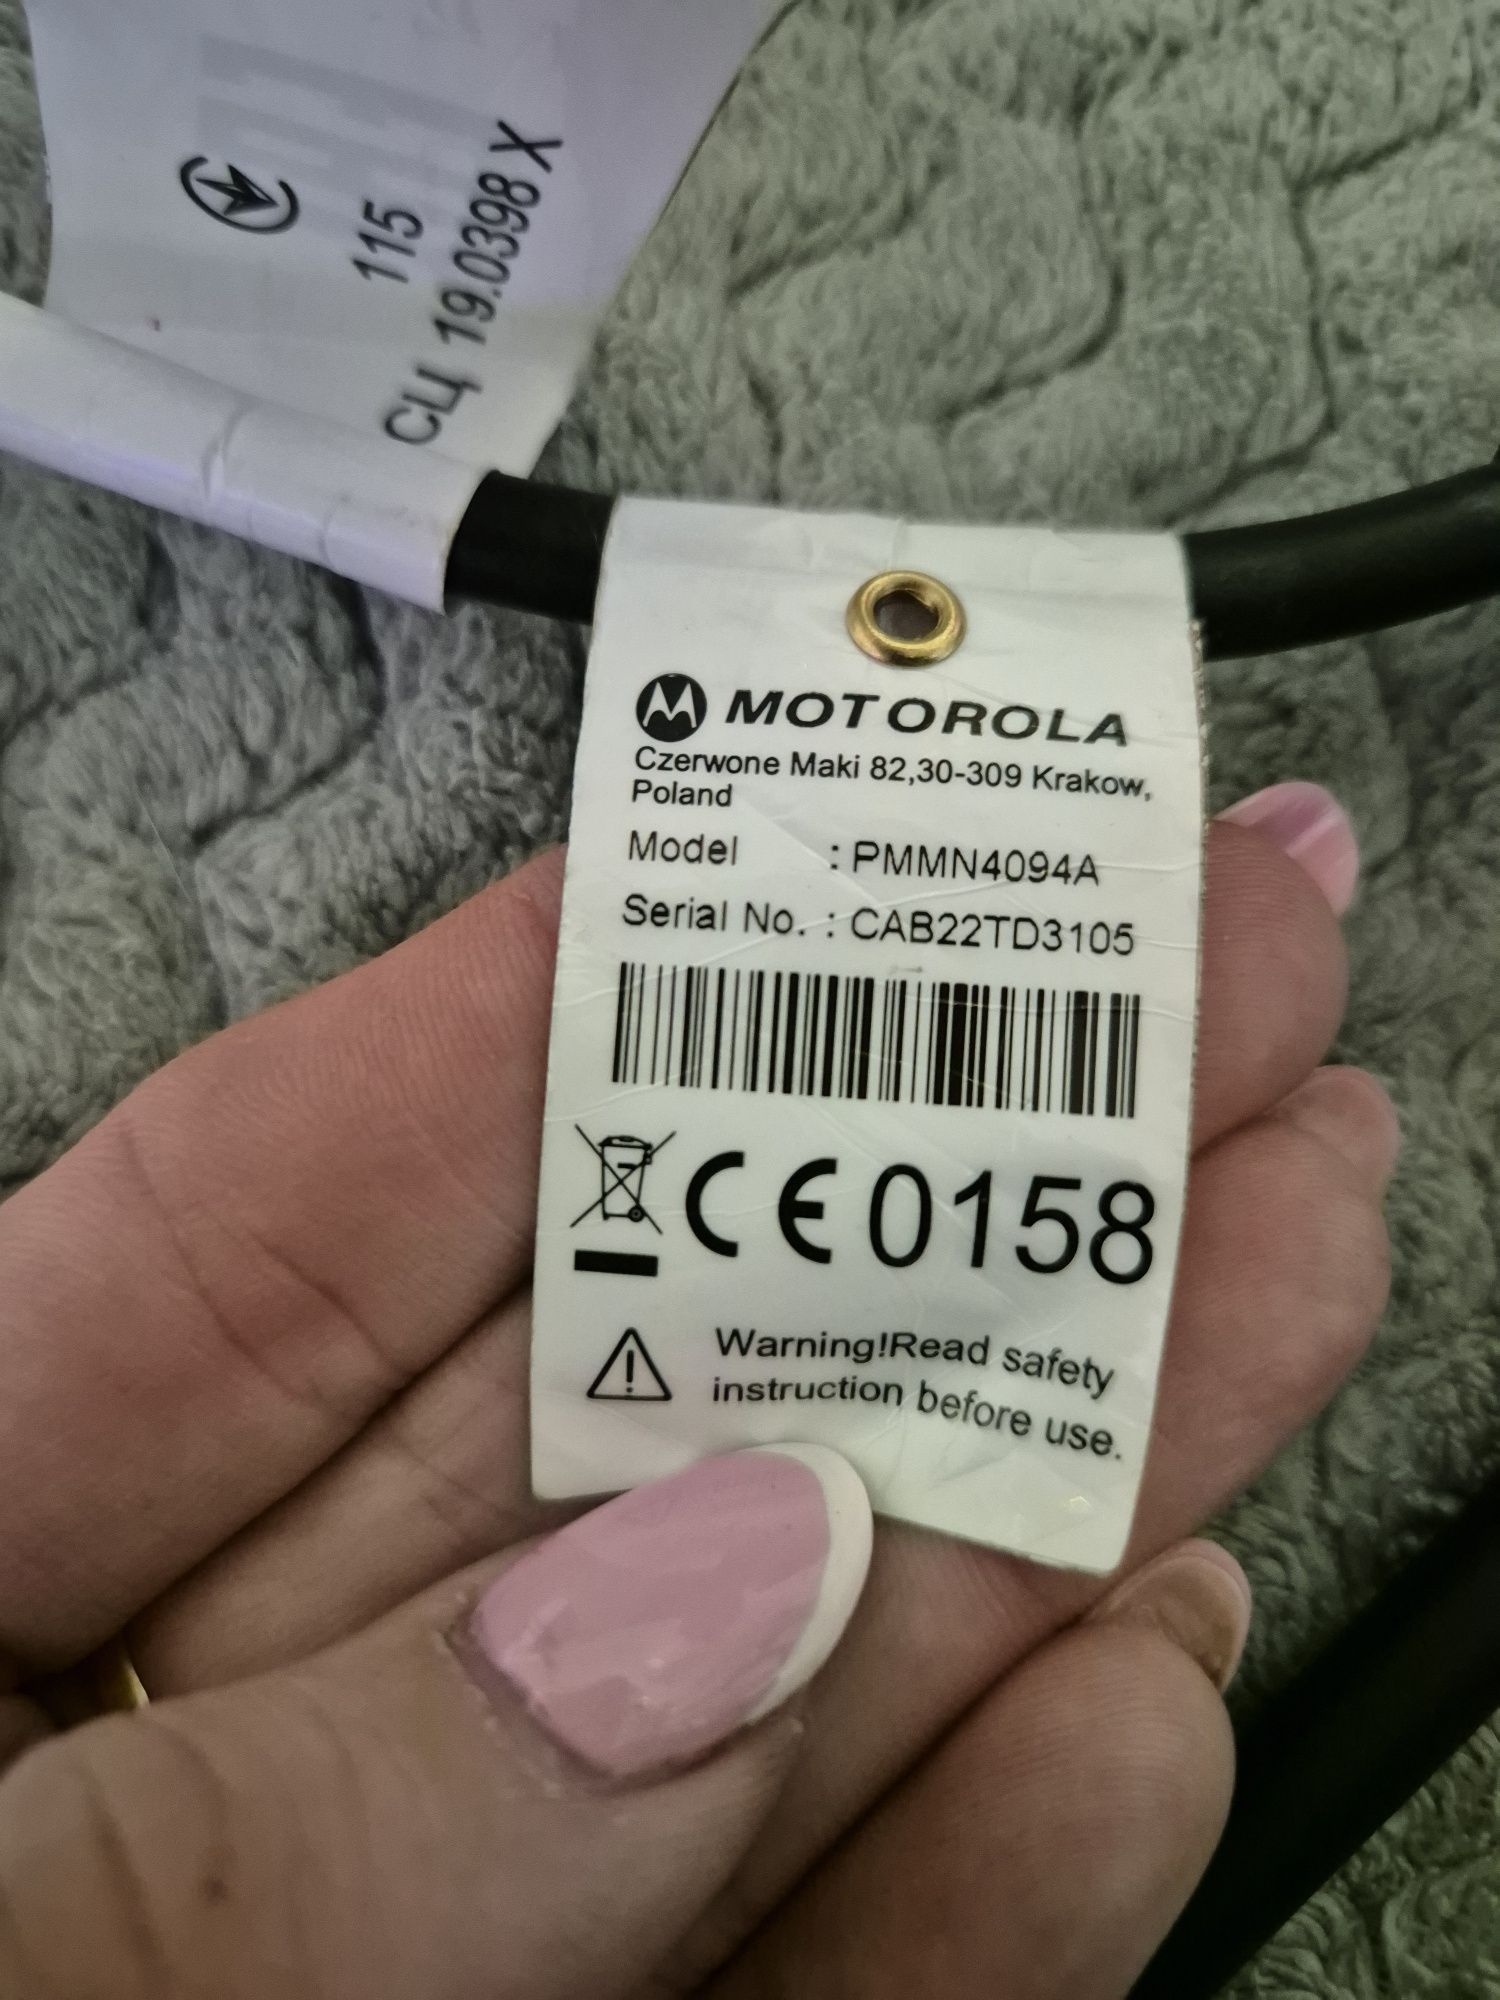 115
СЦ 19.0398 X
MOTOROLA
Czerwone Maki 82,30-309 Krakow,
Poland
Model : PMMN4094A
Serial No. : CAB22TD3105
CE 0158
Warning!Read safety
instruction before use.